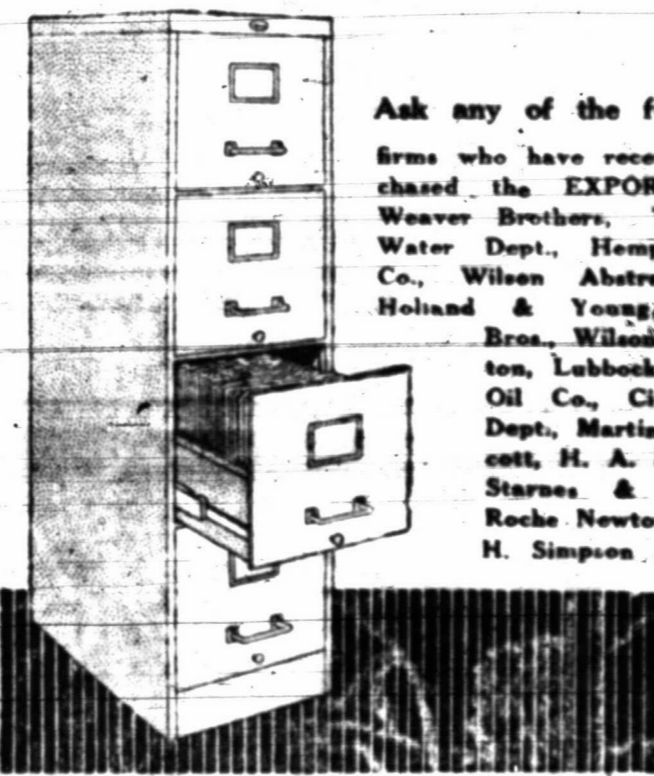 Ask any of the f
firms who have rece
chased the EXPOR
Weaver Brothers,
Water Dept., Hemp
Co., Wilson Abstra
Holland & Young,
Bros., Wilson
ton, Lubbock
Oil Co., Ci
Dept., Martin
cott, H. A.
Starnes &
Roche Newto
H. Simpson